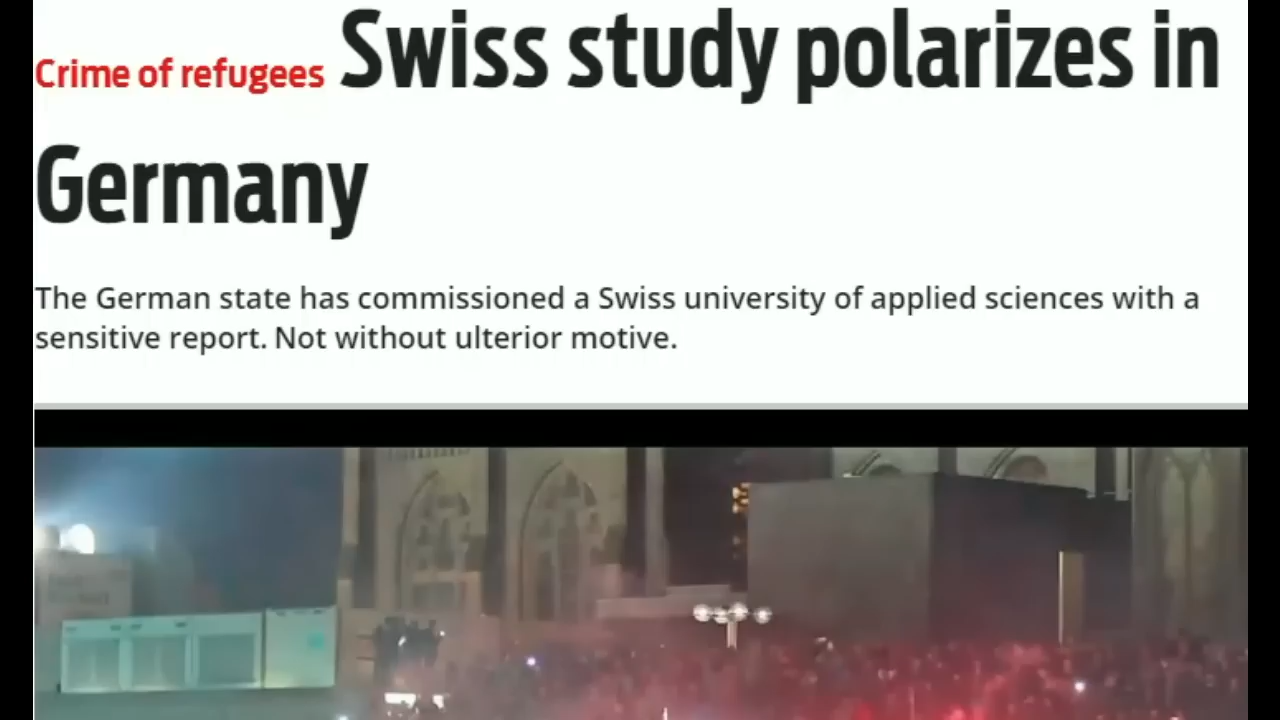 Crime of refugees Swiss study polarizes in
Germany
The German state has commissioned a Swiss university of applied sciences with a
sensitive report. Not without ulterior motive.